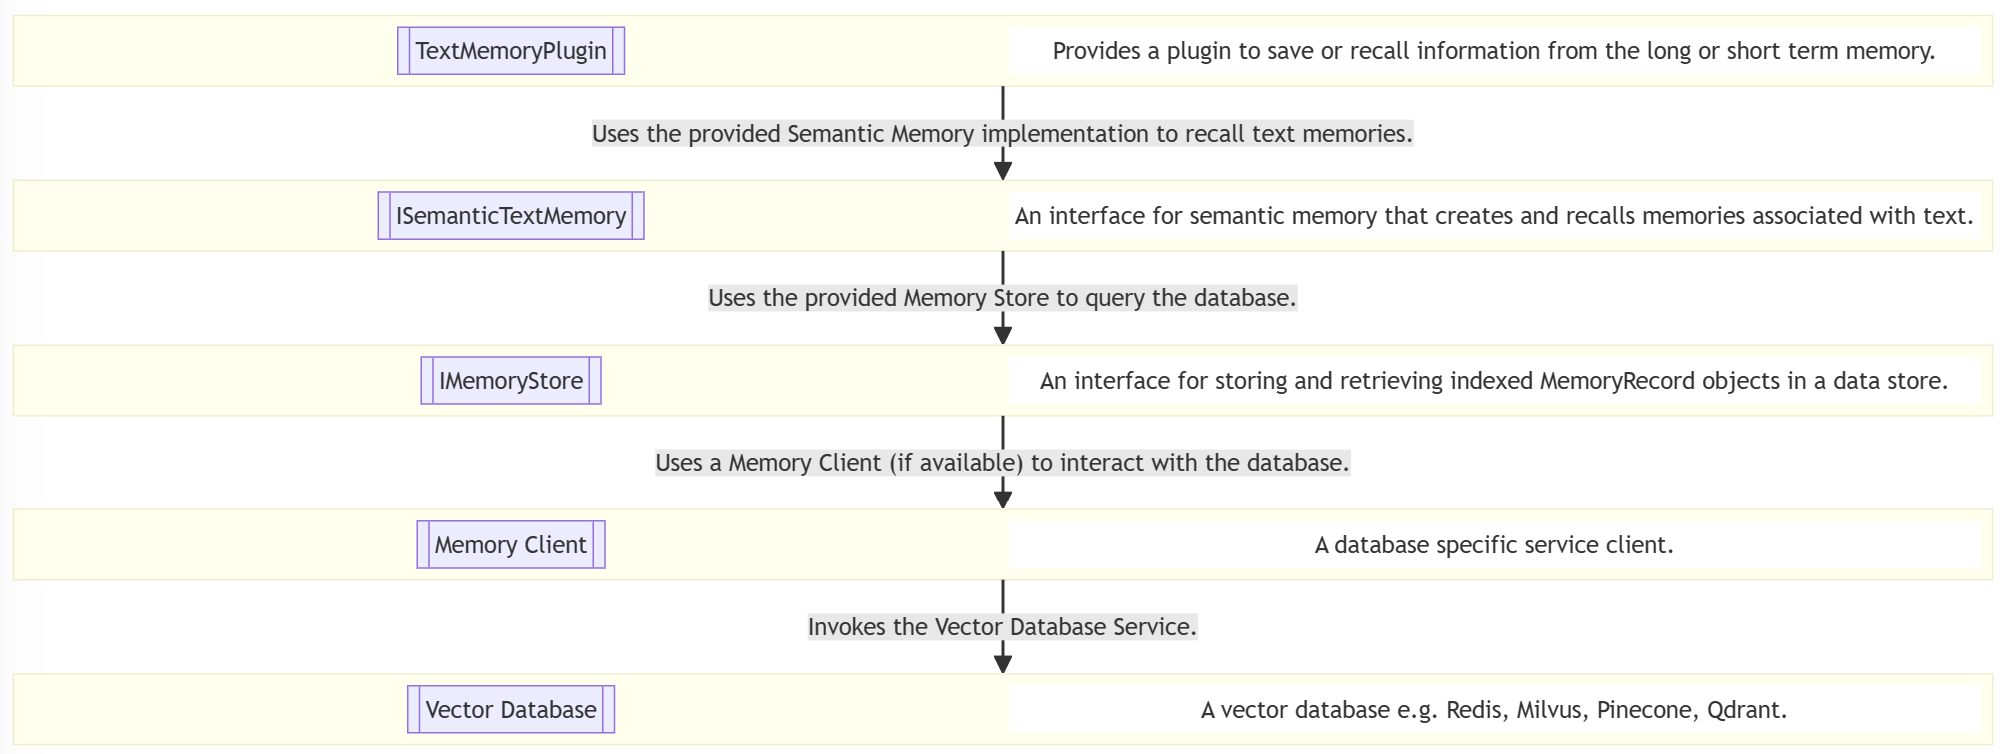 TextMemoryPlugin
Provides a plugin to save or recall information from the long or short term memory.
Uses the provided Semantic Memory implementation to recall text memories.
ISemanticTextMemory
An interface for semantic memory that creates and recalls memories associated with text.
Uses the provided Memory Store to query the database.
IMemoryStore
An interface for storing and retrieving indexed MemoryRecord objects in a data store.
Uses a Memory Client (if available) to interact with the database.
Memory Client
A database specific service client.
Invokes the Vector Database Service.
Vector Database
A vector database e.g. Redis, Milvus, Pinecone, Qdrant.